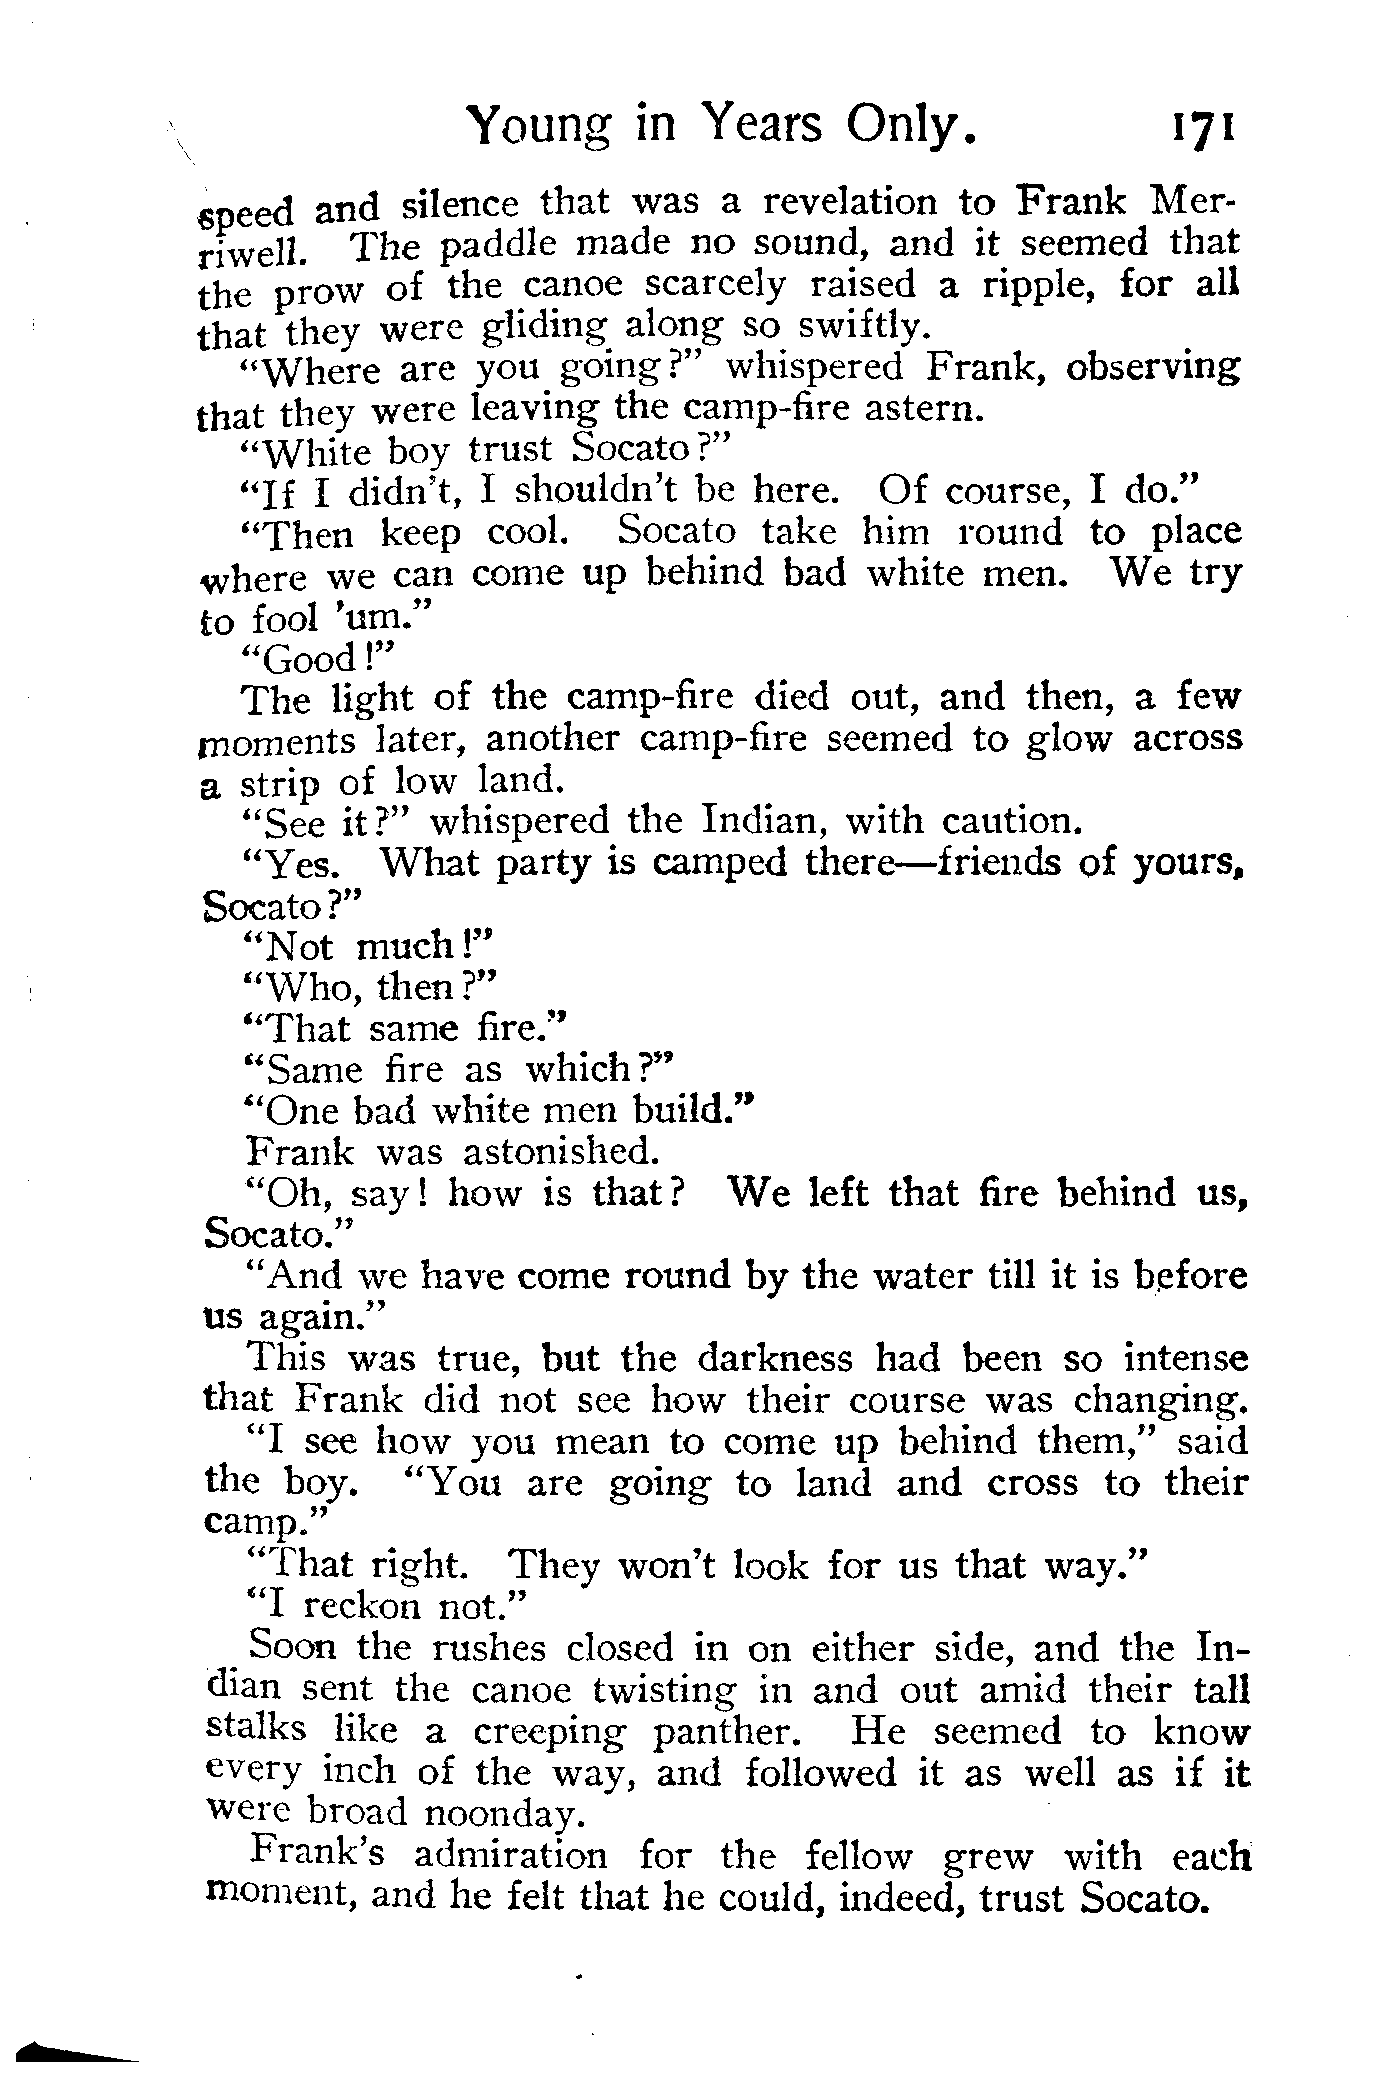 Young in Years Only. 171
speed and silence that was a revelation to Frank Mer-
riwell. The paddle made no sound, and it seemed that
the prow of the canoe scarcely raised a ripple, for all
that they were gliding along so swiftly.
"Where are you going?" whispered Frank, observing
that they were leaving the camp-fire astern.
"White boy trust Socato?"
"If I didn't, I shouldn't be here. Of course, I do."
"Then keep cool. Socato take him round to place
where we can come up behind bad white men. We try
to fool 'um."
"Good!"
The light of the camp-fire died out, and then, a few
moments later, another camp-fire seemed to glow across
a strip of low land.
"See it?" whispered the Indian, with caution.
"Yes. What party is camped there—friends of yours,
Socato?"
"Not much!"
"Who, then?"
"That same fire."
"Same fire as which?"
"One bad white men build."
Frank was astonished.
"Oh, say! how is that? We left that fire behind us,
Socato."
"And we have come round by the water till it is before
us again."
This was true, but the darkness had been so intense
that Frank did not see how their course was changing.
"I see how you mean to come up behind them," said
the boy. "You are going to land and cross to their
camp."
"That right. They won't look for us that way."
"I reckon not."
Soon the rushes closed in on either side, and the In-
dian sent the canoe twisting in and out amid their tall
stalks like a creeping panther. He seemed to know
every inch of the way, and followed it as well as if it
were broad noonday.
Frank's admiration for the fellow grew with each
moment, and he felt that he could, indeed, trust Socato.